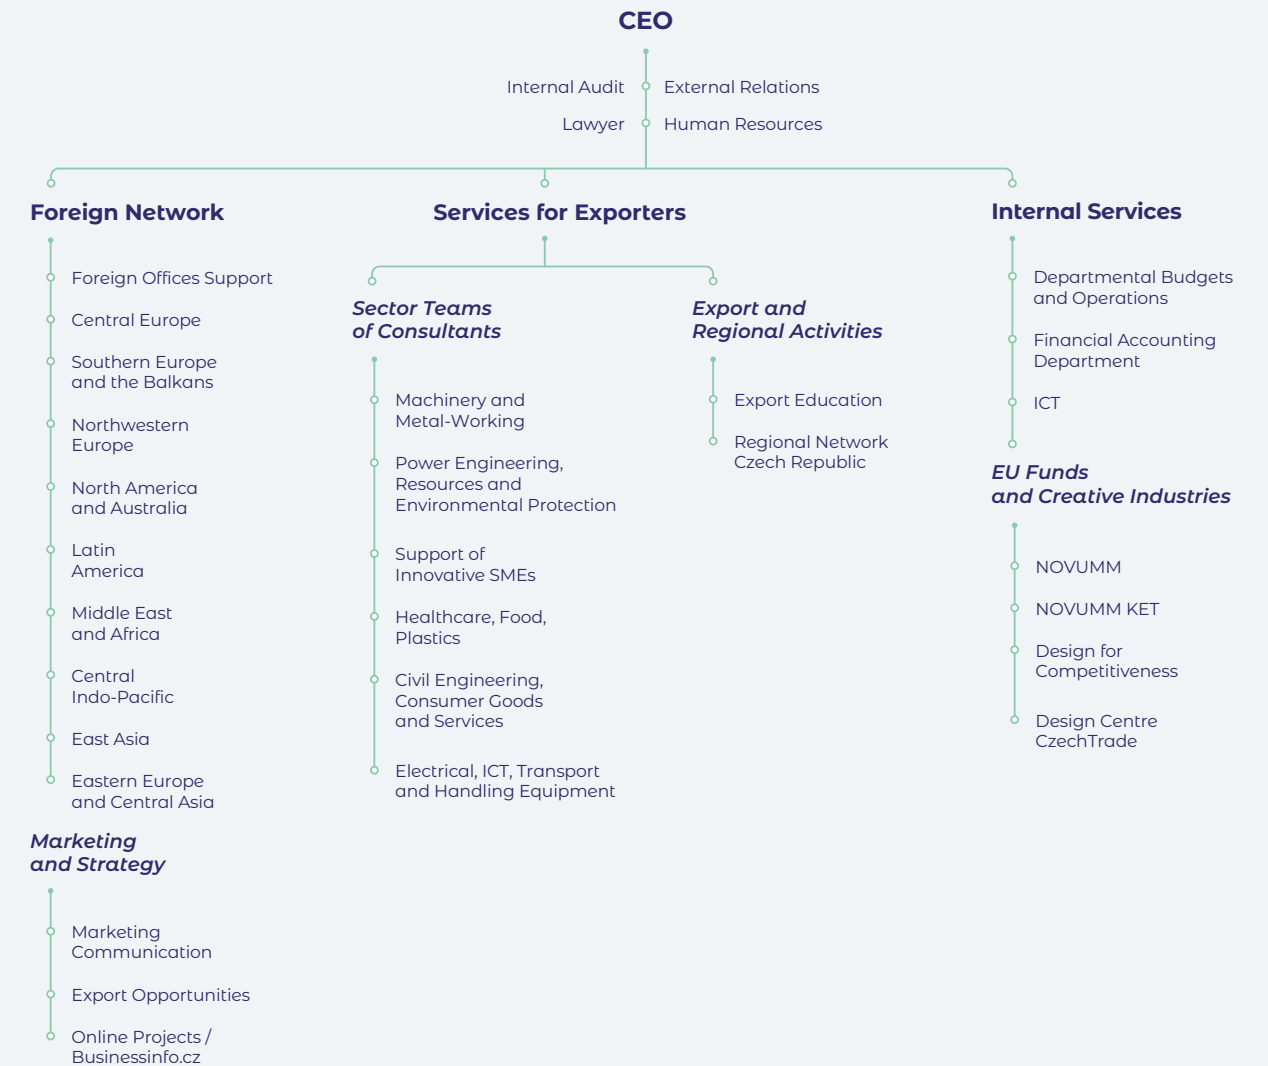 CEO
Internal Audit
External Relations
Lawyer
Human Resources
Foreign Network
Foreign Offices Support
Central Europe
Southern Europe
and the Balkans
Northwestern
Europe
North America
and Australia
Latin
America
Middle East
and Africa
Central
Indo-Pacific
East Asia
Eastern Europe
and Central Asia
Marketing
and Strategy
Marketing
Communication
Export Opportunities
Online Projects /
Businessinfo.cz
Services for Exporters
Sector Teams
of Consultants
Machinery and
Metal-Working
Power Engineering,
Resources and
Environmental Protection
Support of
Innovative SMEs
Healthcare, Food,
Plastics
Civil Engineering,
Consumer Goods
and Services
Electrical, ICT, Transport
and Handling Equipment
Export and
Regional Activities
Export Education
Regional Network
Czech Republic
Internal Services
Departmental Budgets
and Operations
Financial Accounting
Department
ICT
EU Funds
and Creative Industries
NOVUMM
NOVUMM KET
Design for
Competitiveness
Design Centre
CzechTrade